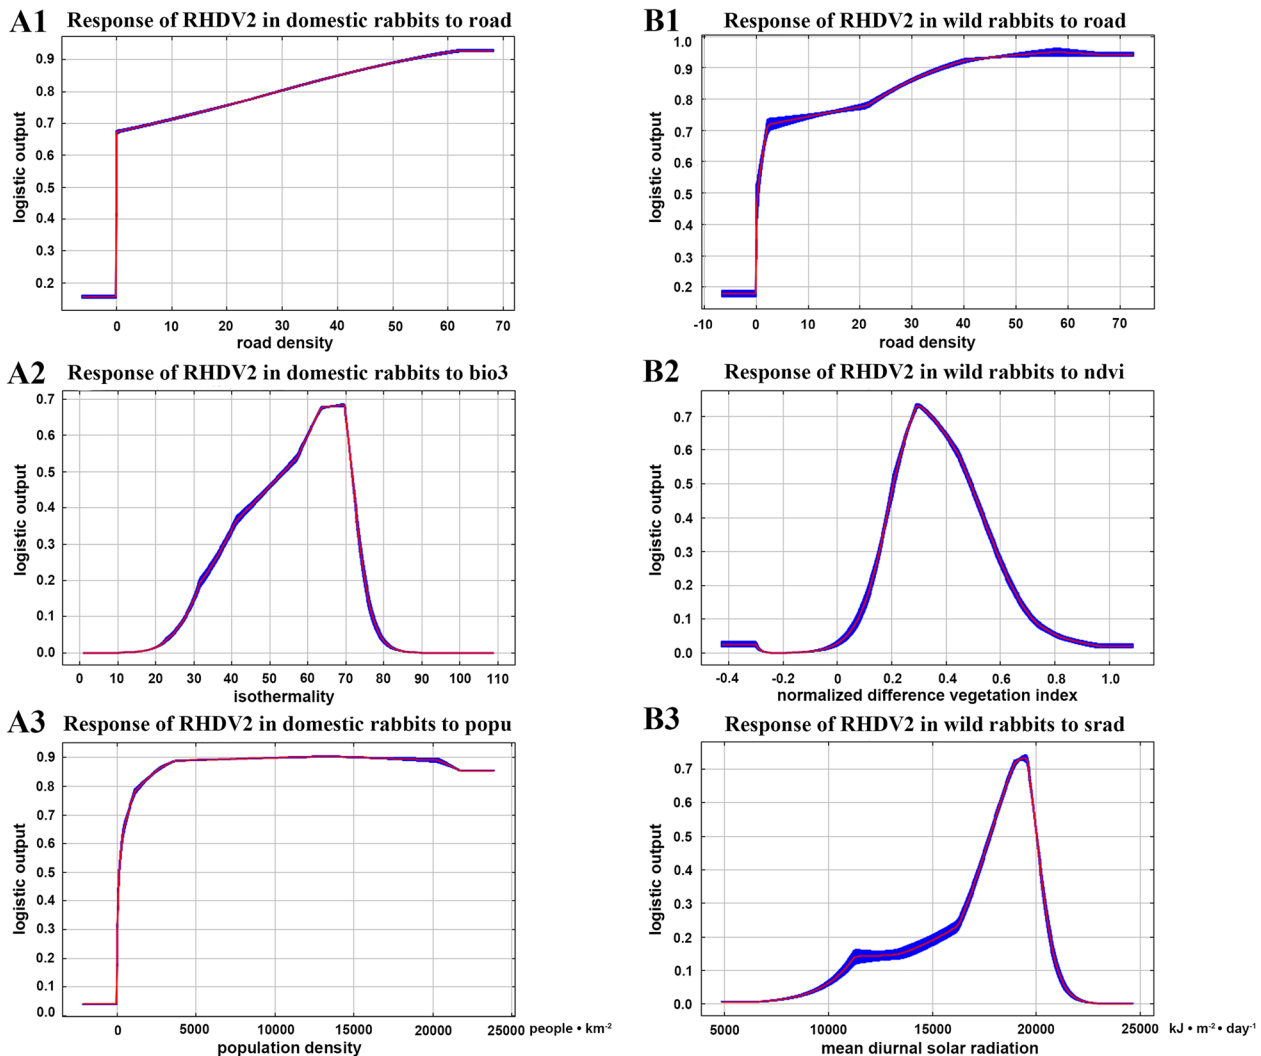 A1 Response of RHDV2 in domestic rabbits to road
logistic output
0.9
0.8
0.7
0.6
0.5
0.4
0.3
0.2
0 10 20 30 40 50 60 70
road density
B1 Response of RHDV2 in wild rabbits to road
logistic output
1.0
0.9
0.8
0.7
0.6
0.5
0.4
0.3
0.2
-10 0 10 20 30 40 50 60 70
road density
A2 Response of RHDV2 in domestic rabbits to bio3
logistic output
0.7
0.6
0.5
0.4
0.3
0.2
0.1
0.0
0 10 20 30 40 50 60 70 80 90 100 110
isothermality
B2 Response of RHDV2 in wild rabbits to ndvi
logistic output
0.7
0.6
0.5
0.4
0.3
0.2
0.1
0.0
-0.4 -0.2 0 0.2 0.4 0.6 0.8 1.0
normalized difference vegetation index
A3 Response of RHDV2 in domestic rabbits to popu
logistic output
0.9
0.8
0.7
0.6
0.5
0.4
0.3
0.2
0.1
0.0
0 5000 10000 15000 20000 25000 people • km⁻²
population density
B3 Response of RHDV2 in wild rabbits to srad
logistic output
0.7
0.6
0.5
0.4
0.3
0.2
0.1
0.0
5000 10000 15000 20000 25000 kJ • m⁻² • day⁻¹
mean diurnal solar radiation